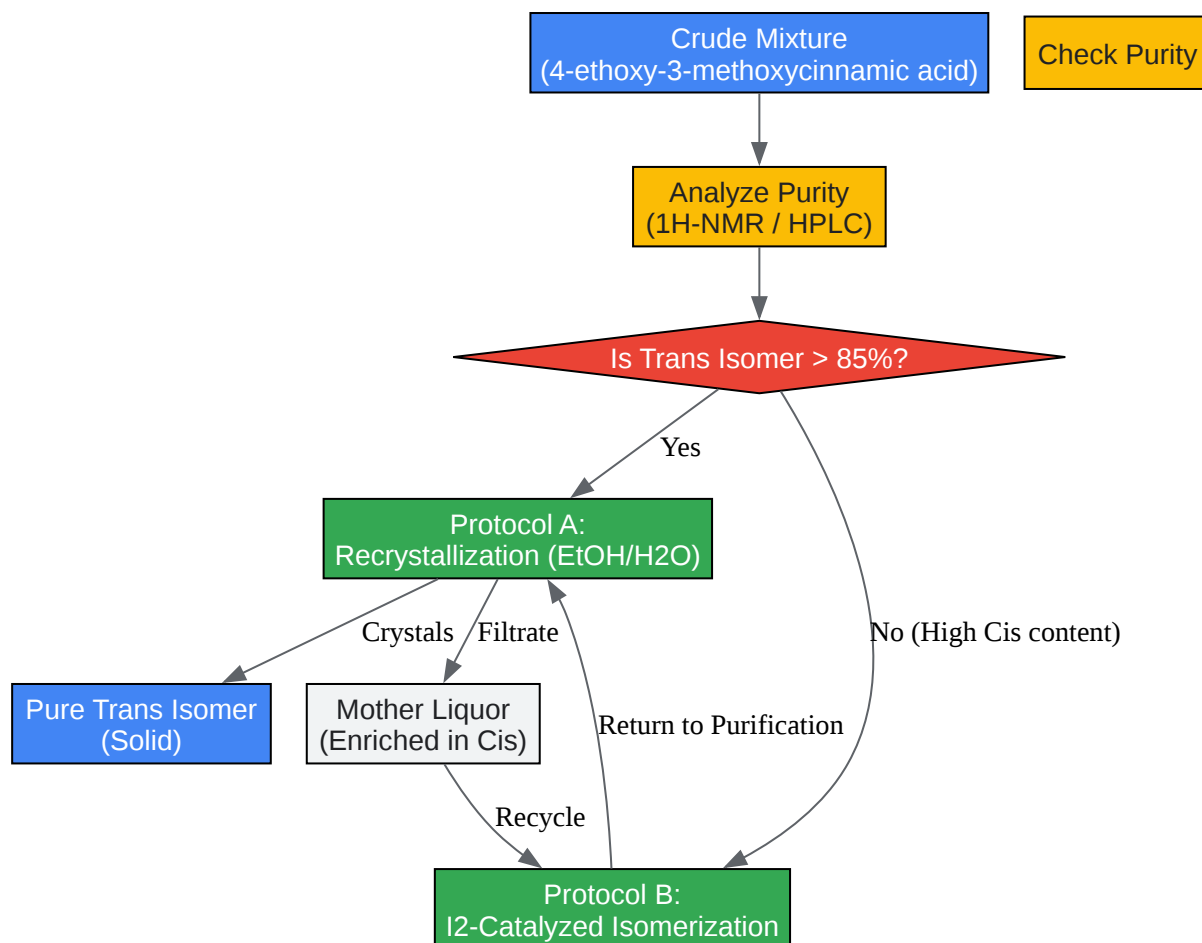 Crude Mixture
(4-ethoxy-3-methoxycinnamic acid)
Check Purity
Analyze Purity
(1H-NMR / HPLC)
Is Trans Isomer > 85%?
Yes
Protocol A:
Recrystallization (EtOH/H2O)
Crystals
Filtrate
No (High Cis content)
Pure Trans Isomer
(Solid)
Mother Liquor
(Enriched in Cis)
Return to Purification
Recycle
Protocol B:
I2-Catalyzed Isomerization